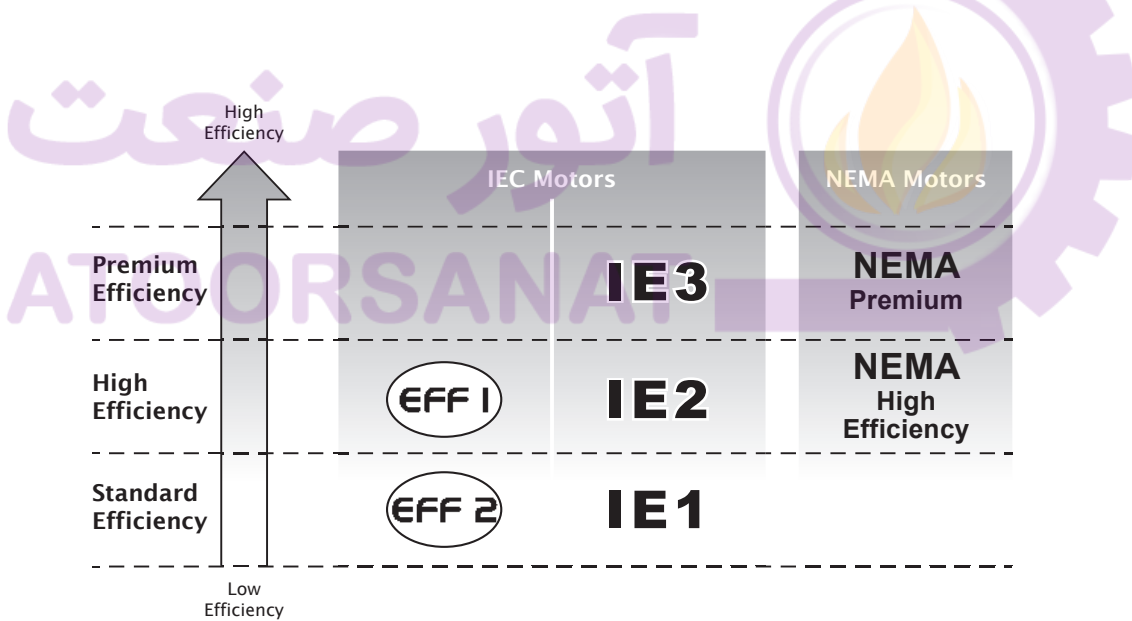 آتور صنعت
ATOORSANAT
High
Efficiency
IEC Motors
NEMA Motors
Premium
Efficiency
IE3
NEMA
Premium
High
Efficiency
EFF 1
IE2
NEMA
High
Efficiency
Standard
Efficiency
EFF 2
IE1
Low
Efficiency